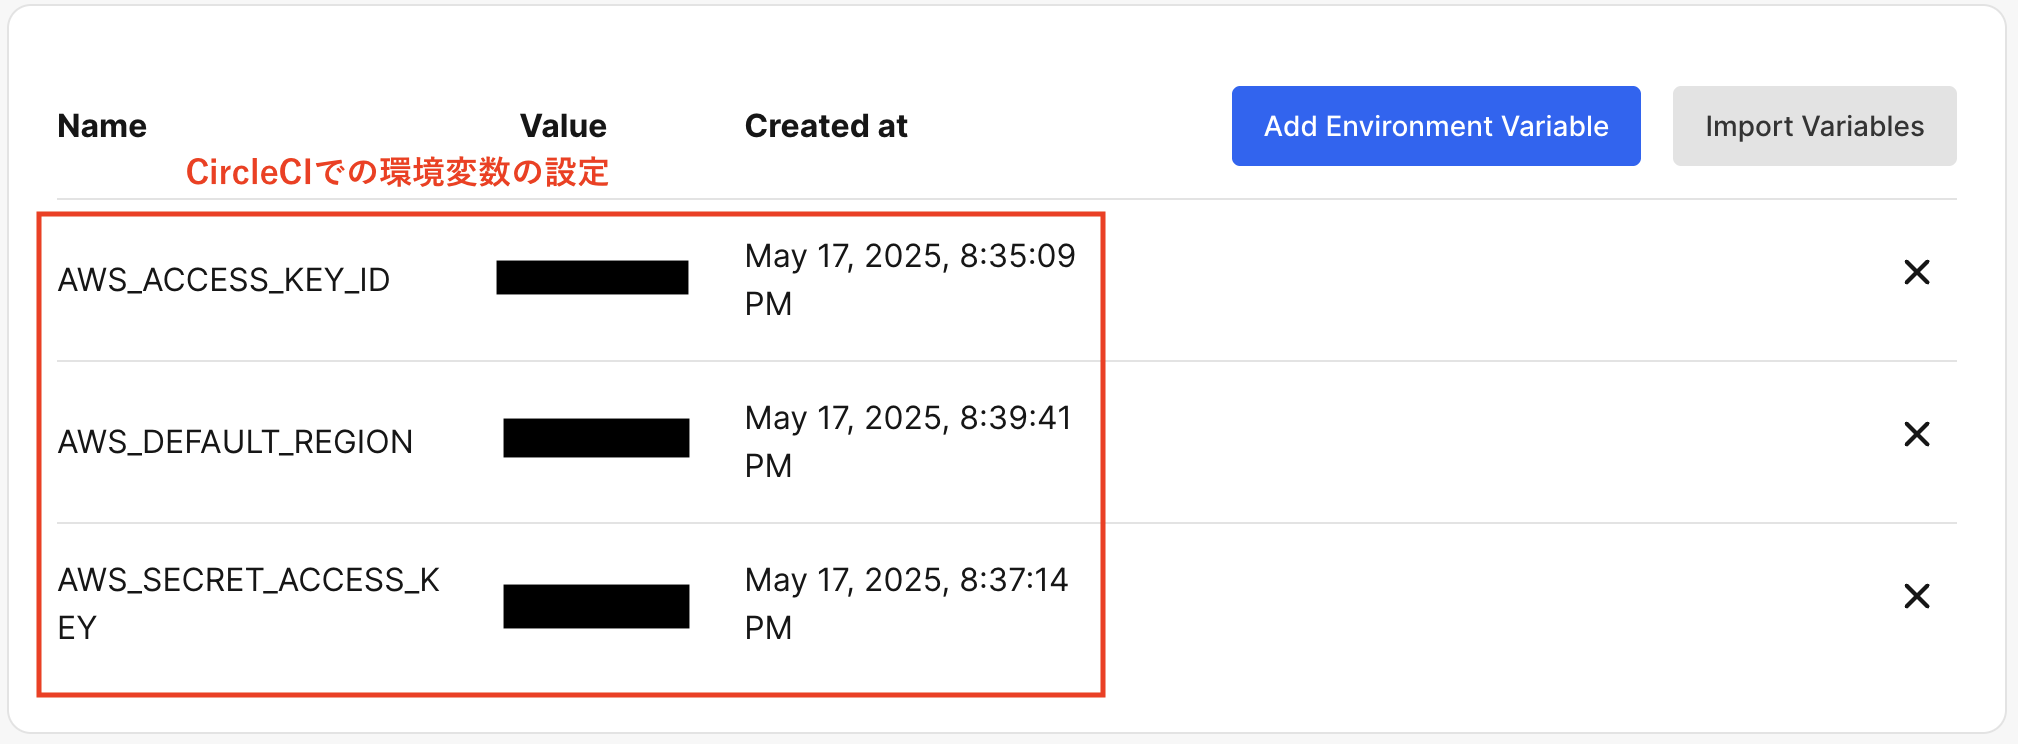 Name Value Created at Add Environment Variable Import Variables
CircleCIでの環境変数の設定
AWS_ACCESS_KEY_ID
May 17, 2025, 8:35:09
PM
AWS_DEFAULT_REGION
May 17, 2025, 8:39:41
PM
AWS_SECRET_ACCESS_K
EY
May 17, 2025, 8:37:14
PM